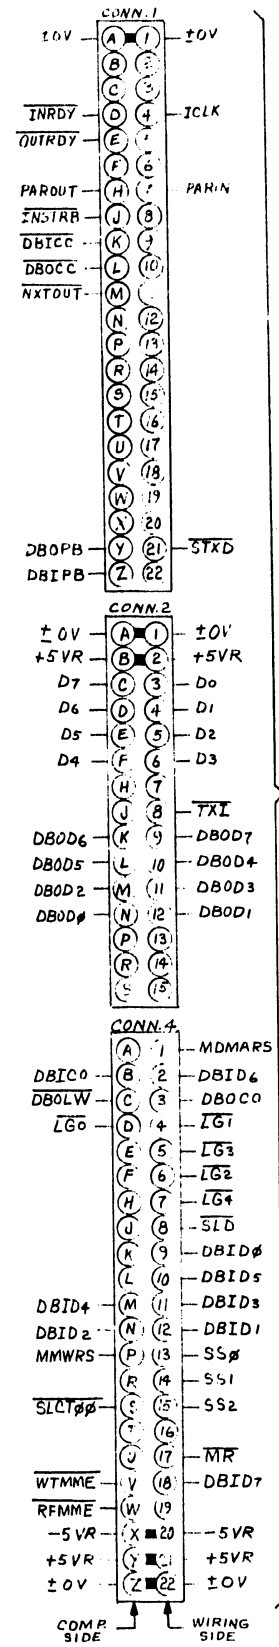 CONN.1
±OV A 1 ±OV
B 2
C 3
INRDY D 4 ICLK
OUTRDY E
F 6
PAROUT H PARIN
INSTRB J 8
DBICC K 9
DBOCC L 10
NXTOUT M
N 12
P 13
R 14
S 15
T 16
U 17
V 18
W 19
X 20
DBOPB Y 21 STXD
DBIPB Z 22
CONN.2
±OV A 1 ±OV
+5VR B 2 +5VR
D7 C 3 D0
D6 D 4 D1
D5 E 5 D2
D4 F 6 D3
H 7
J 8 TXI
DBOD6 K 9 DBOD7
DBOD5 L 10 DBOD4
DBOD2 M 11 DBOD3
DBODØ N 12 DBOD1
P 13
R 14
S 15
CONN.4
A 1 MDMARS
DBICO B 2 DBID6
DBOLW C 3 DBOCO
LGO D 4 LG1
E 5 LG3
F 6 LG2
H 7 LG4
J 8 SLD
K 9 DBIDØ
L 10 DBID5
DBID4 M 11 DBID3
DBID2 N 12 DBID1
MMWRS P 13 SSØ
R 14 SS1
SLCTØØ S 15 SS2
T 16
U 17 MR
WTMME V 18 DBID7
RFMME W 19
-5VR X 20 -5VR
+5VR Y 21 +5VR
±OV Z 22 ±OV
COMP. SIDE
WIRING SIDE